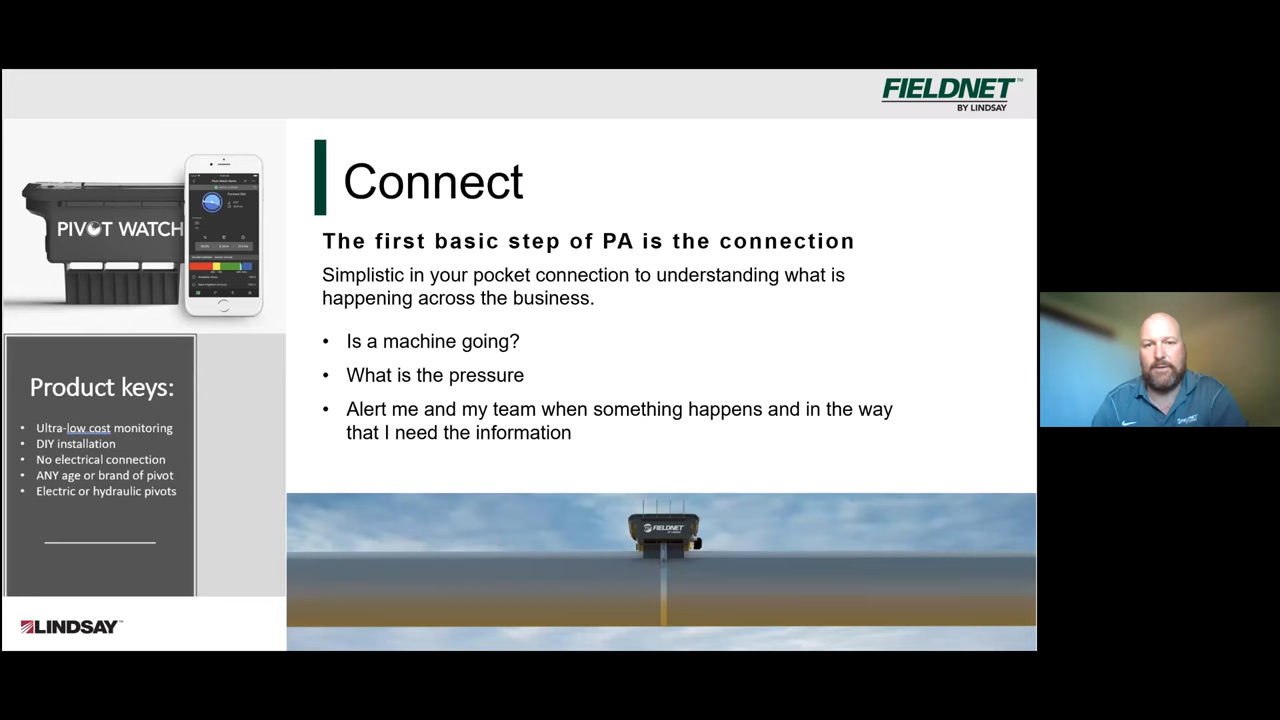 FIELDNET™
BY LINDSAY
PIVOT WATCH
Connect
The first basic step of PA is the connection
Simplistic in your pocket connection to understanding what is
happening across the business.
• Is a machine going?
• What is the pressure
• Alert me and my team when something happens and in the way
that I need the information
Product keys:
• Ultra-low cost monitoring
• DIY installation
• No electrical connection
• ANY age or brand of pivot
• Electric or hydraulic pivots
FIELDNET
LINDSAY